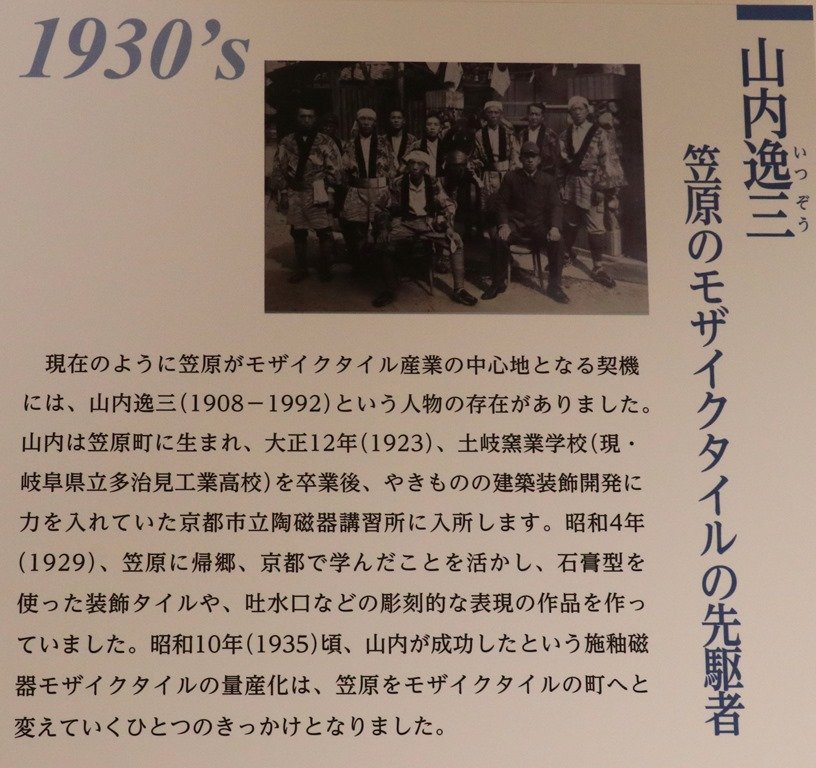 1930's
山内逸三
いつぞう
笠原のモザイクタイルの先駆者
現在のように笠原がモザイクタイル産業の中心地となる契機
には、山内逸三(1908－1992)という人物の存在がありました。
山内は笠原町に生まれ、大正12年(1923)、土岐窯業学校(現・
岐阜県立多治見工業高校)を卒業後、やきものの建築装飾開発に
力を入れていた京都市立陶磁器講習所に入所します。昭和4年
(1929)、笠原に帰郷、京都で学んだことを活かし、石膏型を
使った装飾タイルや、吐水口などの彫刻的な表現の作品を作っ
ていました。昭和10年(1935)頃、山内が成功したという施釉磁
器モザイクタイルの量産化は、笠原をモザイクタイルの町へと
変えていくひとつのきっかけとなりました。